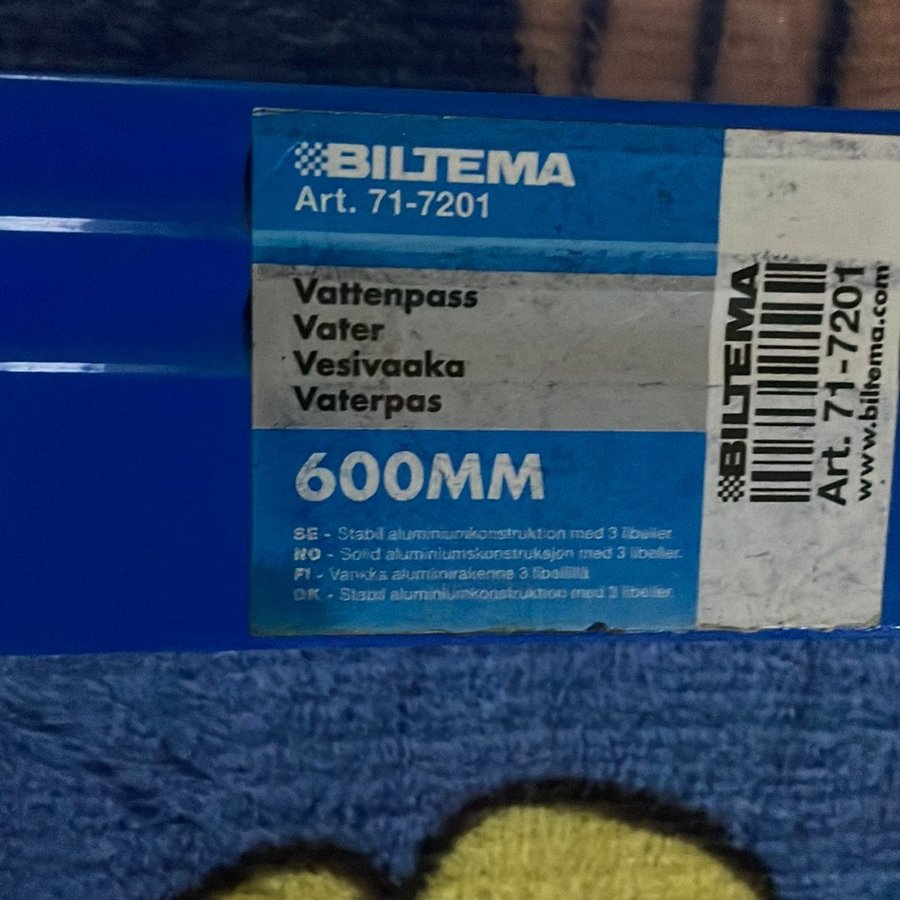 BILTEMA
Art. 71-7201
Vattenpass
Vater
Vesivaaka
Vaterpas
600MM
SE - Stabil aluminiumkonstruktion med 3 libeller.
NO - Solid aluminiumskonstruksjon med 3 libeller.
FI - Vankka alumiinirakenne 3 libellillä
DK - Stabil aluminiumkonstruktion med 3 libeller.
BILTEMA
Art. 71-7201
www.biltema.com